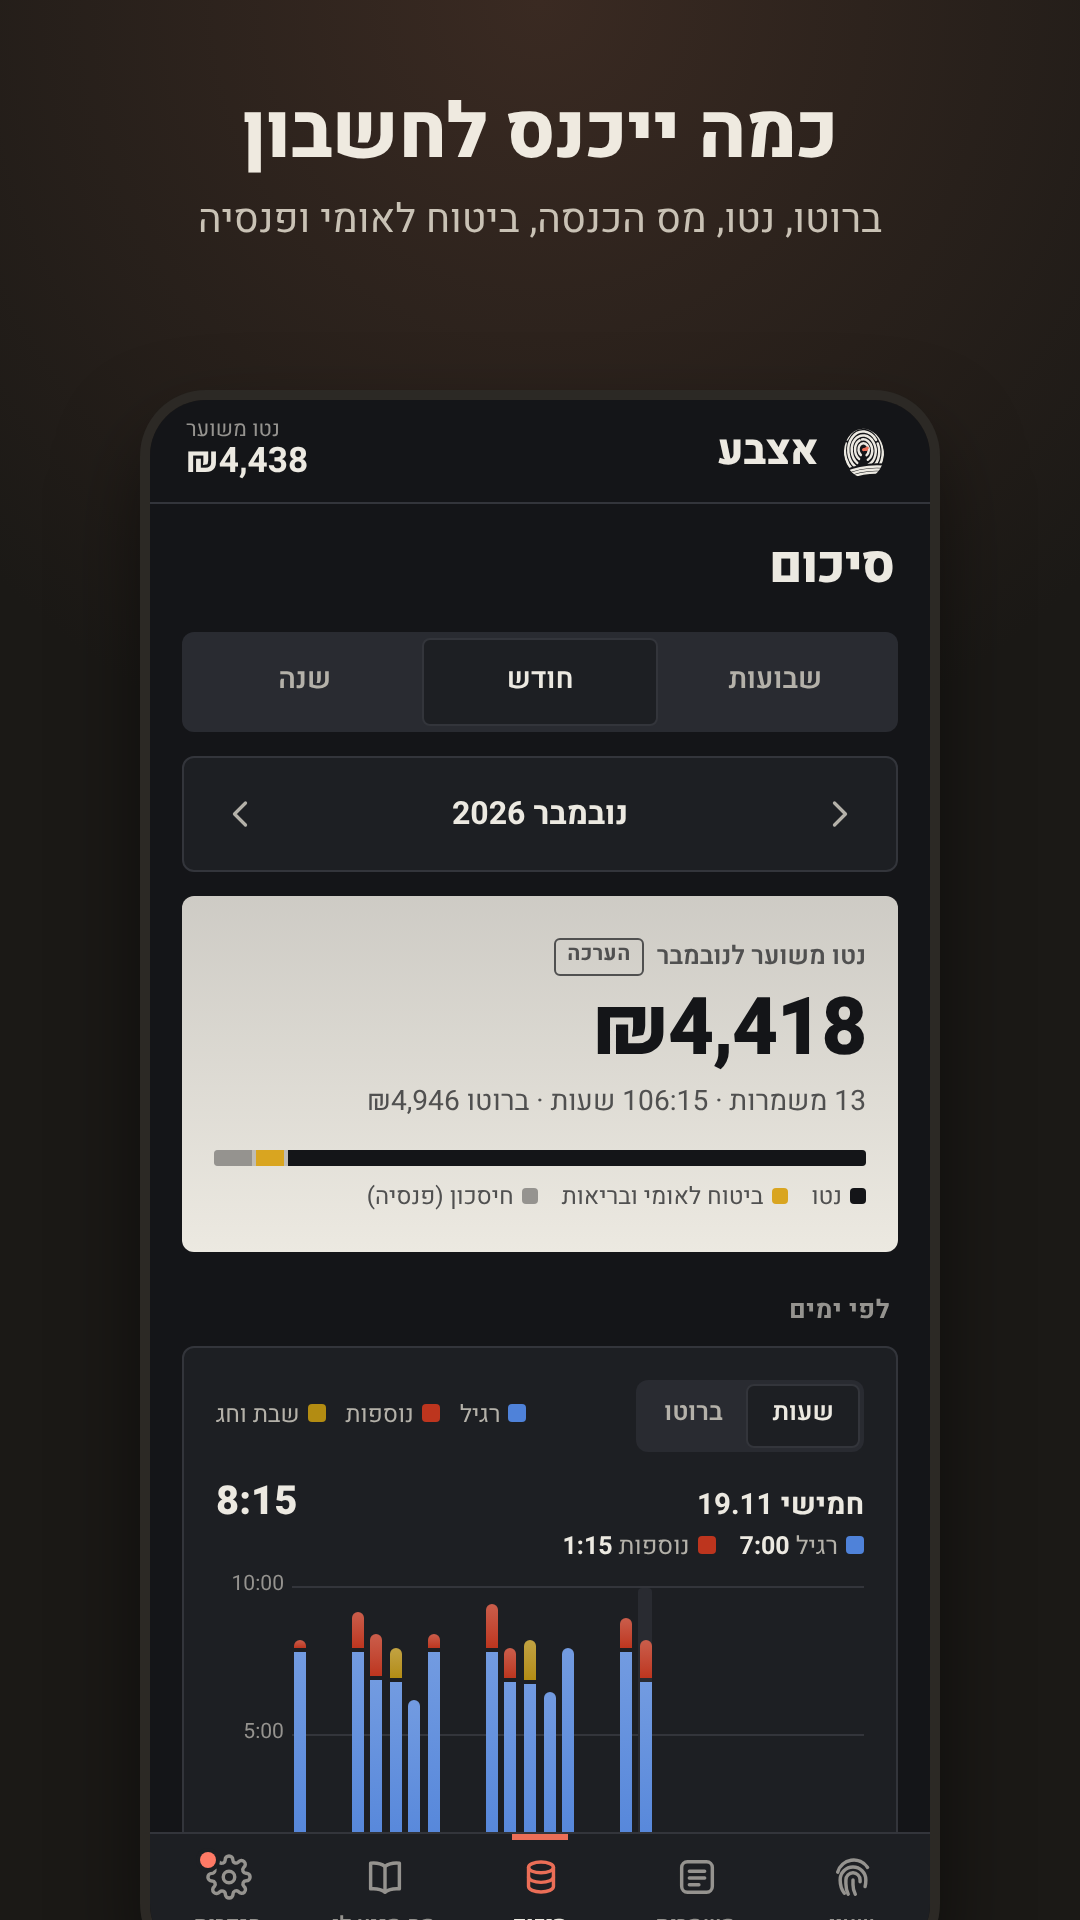 כמה ייכנס לחשבון
ברוטו, נטו, מס הכנסה, ביטוח לאומי ופנסיה
אצבע
נטו משוער
₪4,438
סיכום
שבועות חודש שנה
נובמבר 2026
נטו משוער לנובמבר הערכה
₪4,418
13 משמרות · 106:15 שעות · ברוטו ₪4,946
נטו ביטוח לאומי ובריאות חיסכון (פנסיה)
לפי ימים
שעות ברוטו רגיל נוספות שבת וחג
חמישי 19.11 8:15
רגיל 7:00 נוספות 1:15
10:00
5:00